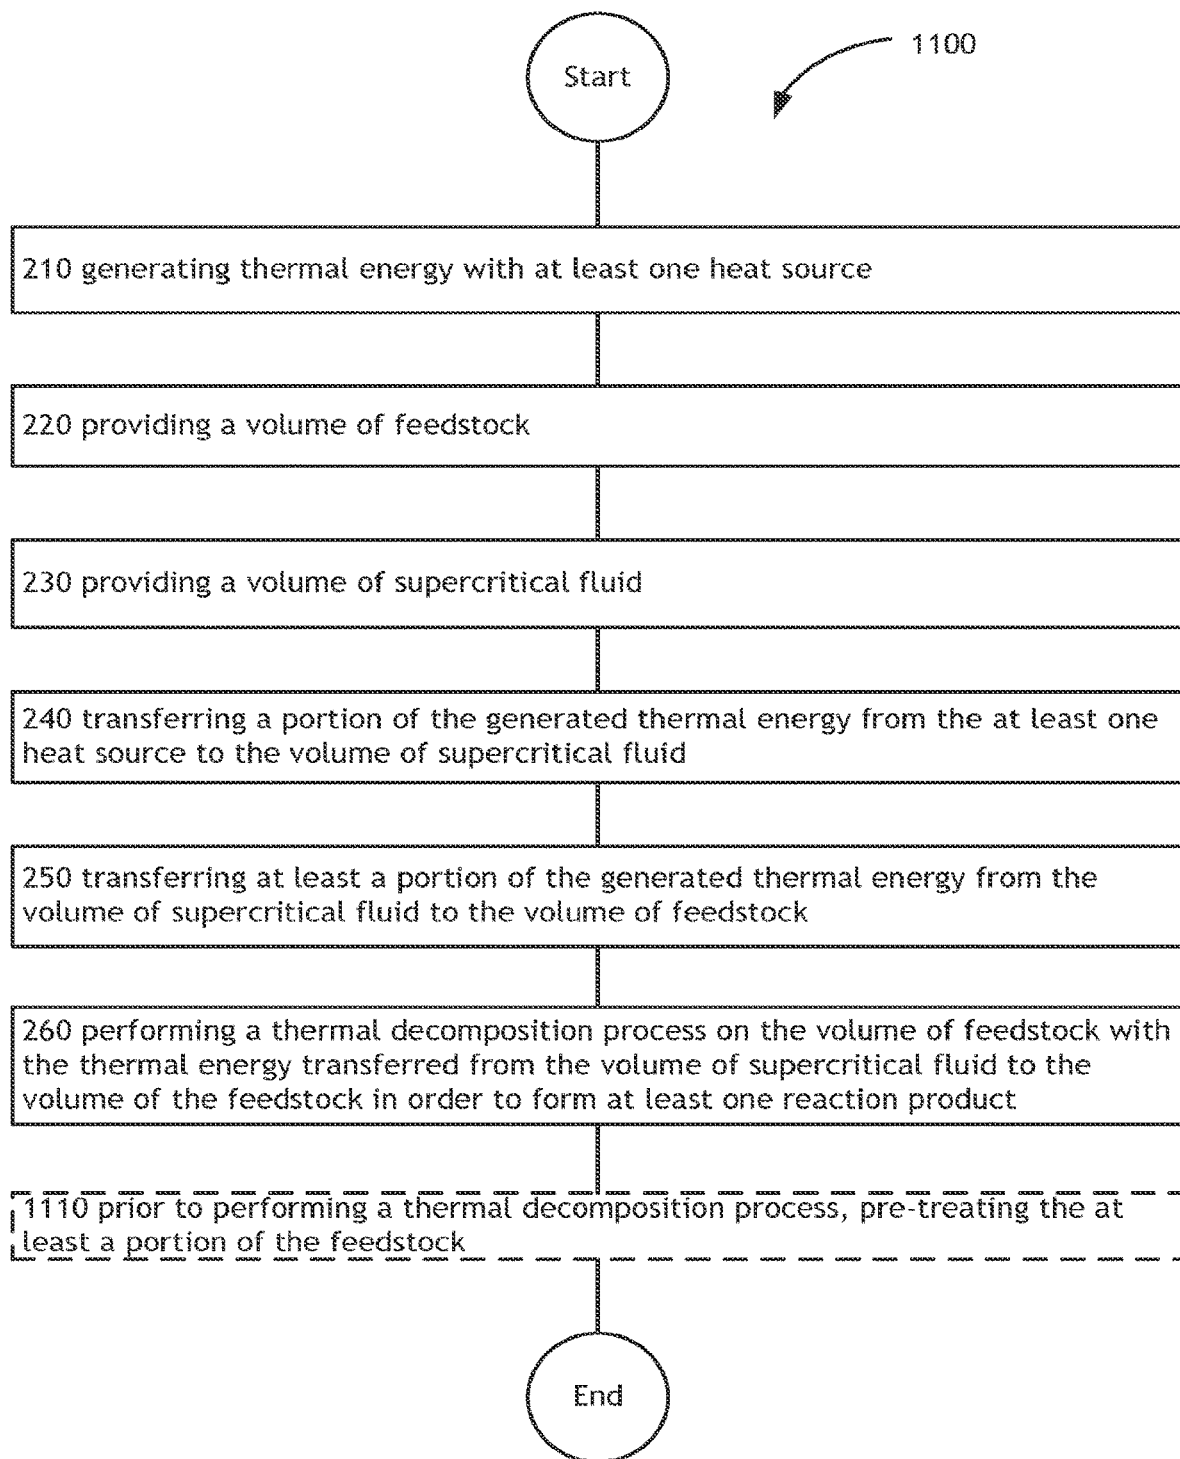 Start
1100
210 generating thermal energy with at least one heat source
220 providing a volume of feedstock
230 providing a volume of supercritical fluid
240 transferring a portion of the generated thermal energy from the at least one
heat source to the volume of supercritical fluid
250 transferring at least a portion of the generated thermal energy from the
volume of supercritical fluid to the volume of feedstock
260 performing a thermal decomposition process on the volume of feedstock with
the thermal energy transferred from the volume of supercritical fluid to the
volume of the feedstock in order to form at least one reaction product
1110 prior to performing a thermal decomposition process, pre-treating the at
least a portion of the feedstock
End